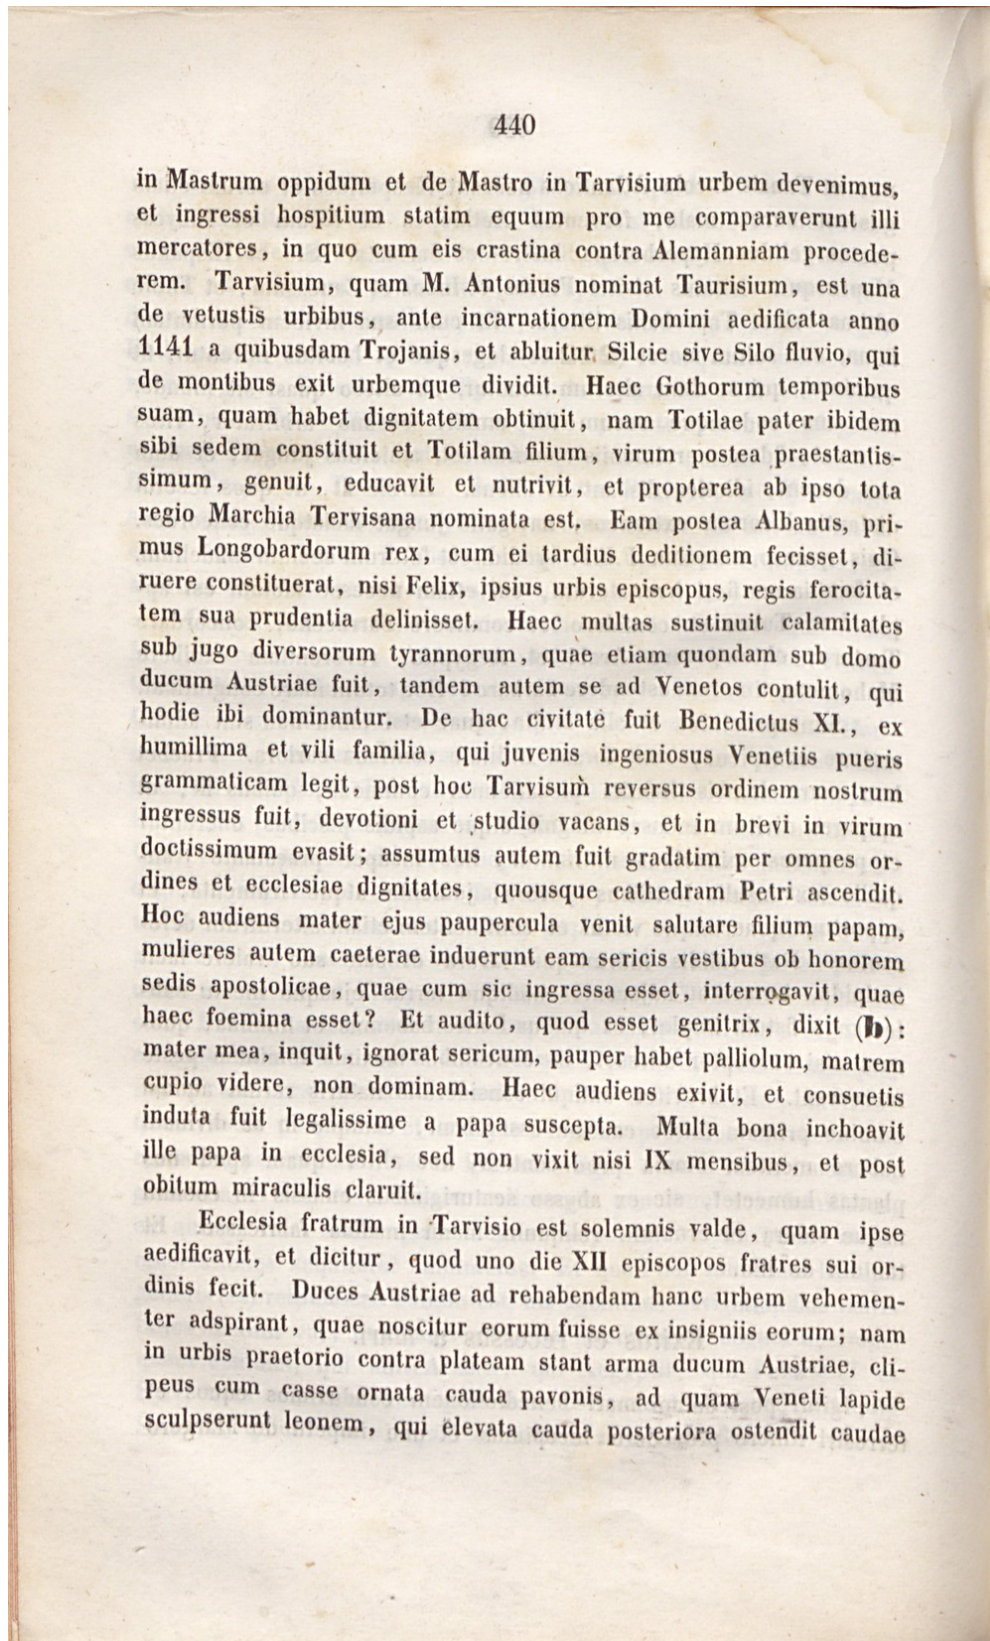 440
in Mastrum oppidum et de Mastro in Tarvisium urbem devenimus,
et ingressi hospitium statim equum pro me comparaverunt illi
mercatores, in quo cum eis crastina contra Alemanniam procede-
rem. Tarvisium, quam M. Antonius nominat Taurisium, est una
de vetustis urbibus, ante incarnationem Domini aedificata anno
1141 a quibusdam Trojanis, et abluitur Silcie sive Silo fluvio, qui
de montibus exit urbemque dividit. Haec Gothorum temporibus
suam, quam habet dignitatem obtinuit, nam Totilae pater ibidem
sibi sedem constituit et Totilam filium, virum postea praestantis-
simum, genuit, educavit et nutrivit, et propterea ab ipso tota
regio Marchia Tervisana nominata est. Eam postea Albanus, pri-
mus Longobardorum rex, cum ei tardius deditionem fecisset, di-
ruere constituerat, nisi Felix, ipsius urbis episcopus, regis ferocita-
tem sua prudentia delinisset. Haec multas sustinuit calamitates
sub jugo diversorum tyrannorum, quae etiam quondam sub domo
ducum Austriae fuit, tandem autem se ad Venetos contulit, qui
hodie ibi dominantur. De hac civitate fuit Benedictus XI., ex
humillima et vili familia, qui juvenis ingeniosus Venetiis pueris
grammaticam legit, post hoc Tarvisum reversus ordinem nostrum
ingressus fuit, devotioni et studio vacans, et in brevi in virum
doctissimum evasit; assumtus autem fuit gradatim per omnes or-
dines et ecclesiae dignitates, quousque cathedram Petri ascendit.
Hoc audiens mater ejus paupercula venit salutare filium papam,
mulieres autem caeterae induerunt eam sericis vestibus ob honorem
sedis apostolicae, quae cum sic ingressa esset, interrogavit, quae
haec foemina esset? Et audito, quod esset genitrix, dixit (b):
mater mea, inquit, ignorat sericum, pauper habet palliolum, matrem
cupio videre, non dominam. Haec audiens exivit, et consuetis
induta fuit legalissime a papa suscepta. Multa bona inchoavit
ille papa in ecclesia, sed non vixit nisi IX mensibus, et post
obitum miraculis claruit.
Ecclesia fratrum in Tarvisio est solemnis valde, quam ipse
aedificavit, et dicitur, quod uno die XII episcopos fratres sui or-
dinis fecit. Duces Austriae ad rehabendam hanc urbem vehemen-
ter adspirant, quae noscitur eorum fuisse ex insigniis eorum; nam
in urbis praetorio contra plateam stant arma ducum Austriae, cli-
peus cum casse ornata cauda pavonis, ad quam Veneti lapide
sculpserunt leonem, qui elevata cauda posteriora ostendit caudae